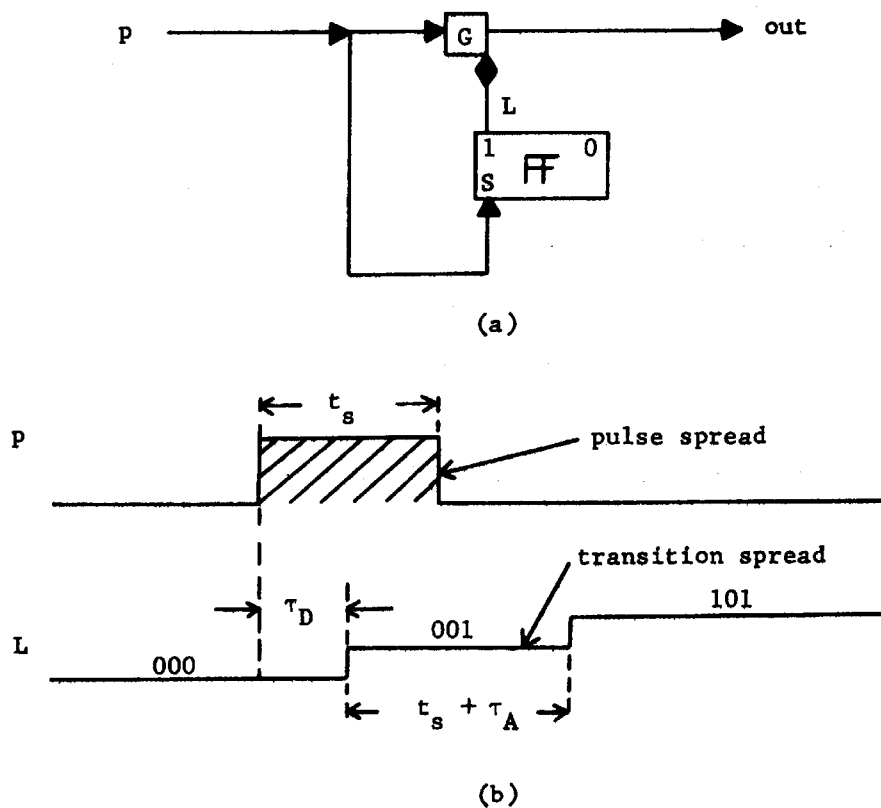 P
G
out
L
1 0
FF
S
(a)
t_s
P
pulse spread
transition spread
τ_D
101
001
L
000
t_s + τ_A
(b)